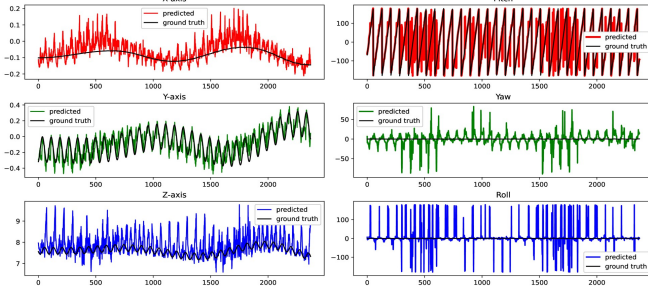 X-axis
predicted
ground truth
0.2
0.1
0.0
−0.1
−0.2
0
500
1000
1500
2000
Pitch
predicted
ground truth
100
0
−100
0
500
1000
1500
2000
Y-axis
predicted
ground truth
0.4
0.2
0.0
−0.2
−0.4
0
500
1000
1500
2000
Yaw
predicted
ground truth
50
0
−50
0
500
1000
1500
2000
Z-axis
predicted
ground truth
9
8
7
0
500
1000
1500
2000
Roll
predicted
ground truth
100
0
−100
0
500
1000
1500
2000